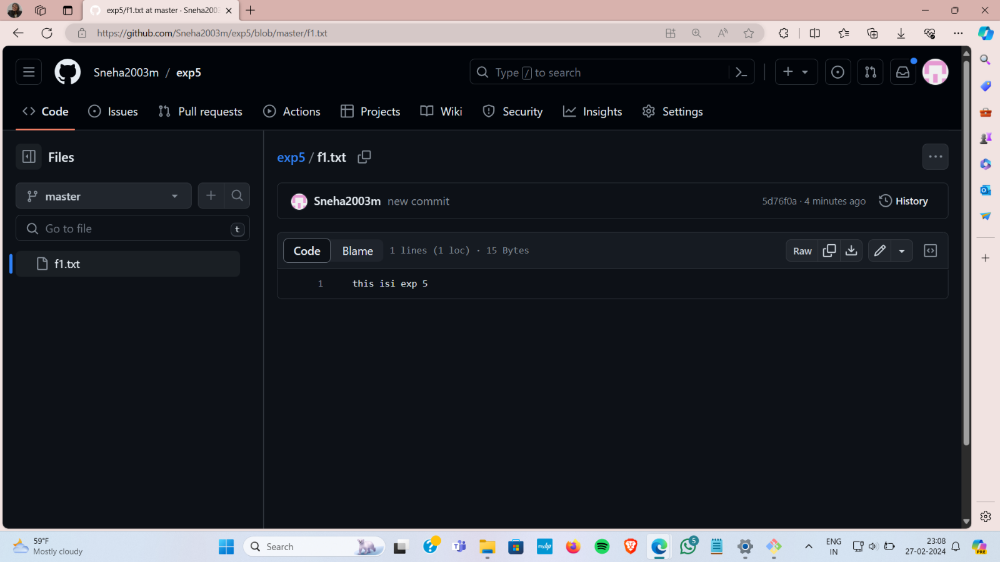 exp5/f1.txt at master · Sneha2003
https://github.com/Sneha2003m/exp5/blob/master/f1.txt
Sneha2003m / exp5
Type / to search
Code Issues Pull requests Actions Projects Wiki Security Insights Settings
Files
exp5 / f1.txt
master
Sneha2003m new commit 5d76f0a · 4 minutes ago History
Go to file t
Code Blame 1 lines (1 loc) · 15 Bytes Raw
f1.txt
1 this isi exp 5
59°F
Mostly cloudy
Search
myhp
5
ENG
IN
23:08
27-02-2024
PRE